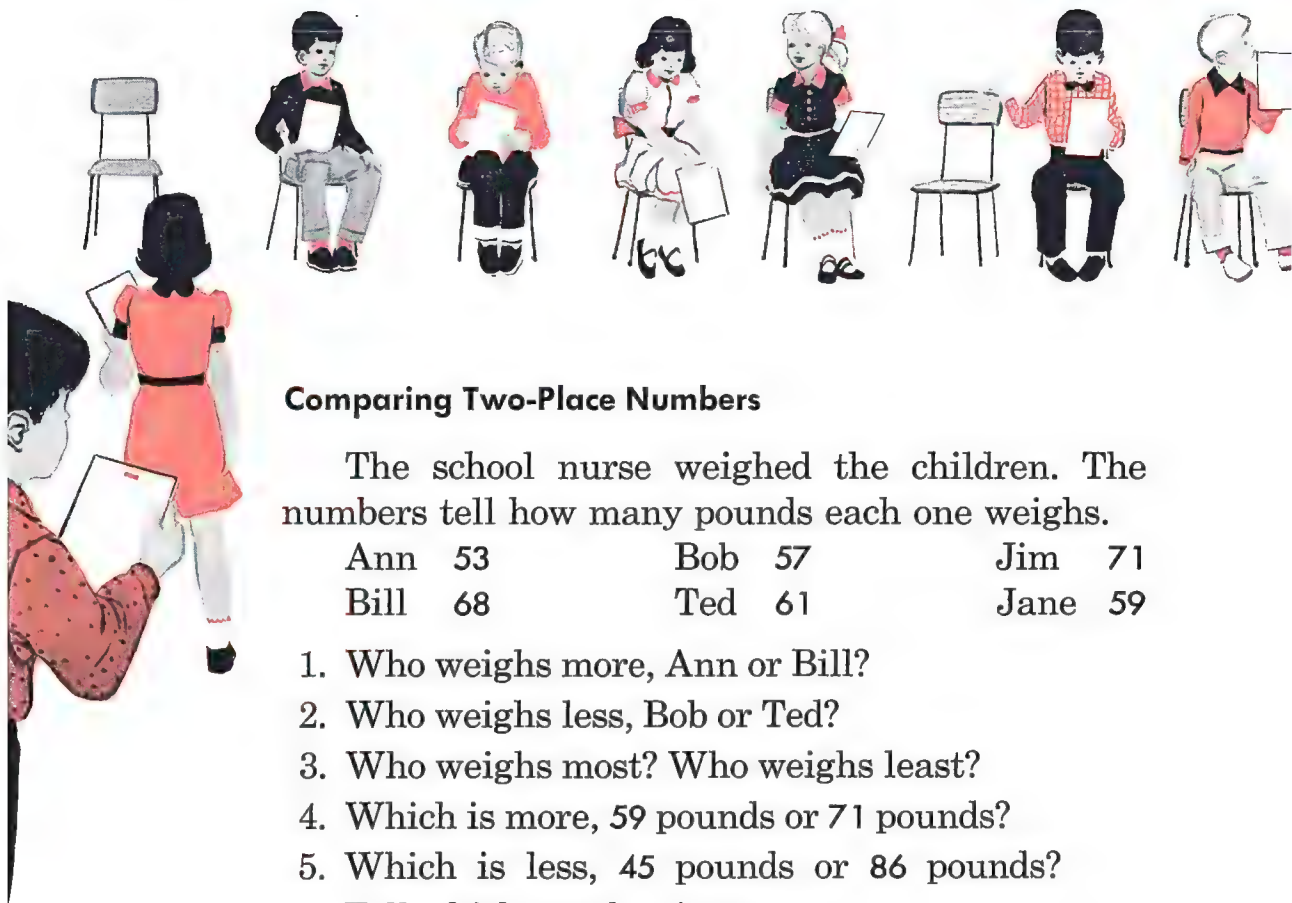 Comparing Two-Place Numbers
The school nurse weighed the children. The
numbers tell how many pounds each one weighs.
Ann 53 Bob 57 Jim 71
Bill 68 Ted 61 Jane 59
1. Who weighs more, Ann or Bill?
2. Who weighs less, Bob or Ted?
3. Who weighs most? Who weighs least?
4. Which is more, 59 pounds or 71 pounds?
5. Which is less, 45 pounds or 86 pounds?